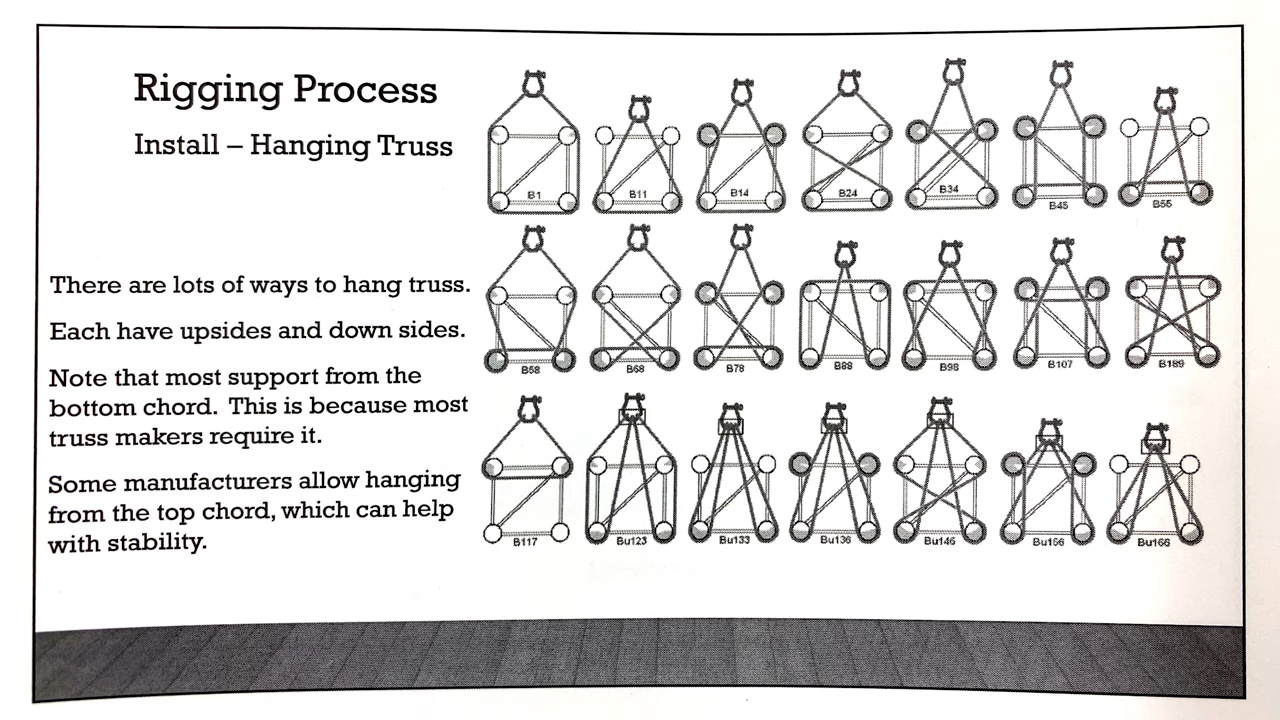 Rigging Process
Install – Hanging Truss
There are lots of ways to hang truss.
Each have upsides and down sides.
Note that most support from the
bottom chord. This is because most
truss makers require it.
Some manufacturers allow hanging
from the top chord, which can help
with stability.
B1 B11 B14 B24 B34 B45 B55
B58 B68 B78 B88 B98 B107 B189
B117 Bu123 Bu133 Bu136 Bu146 Bu156 Bu166